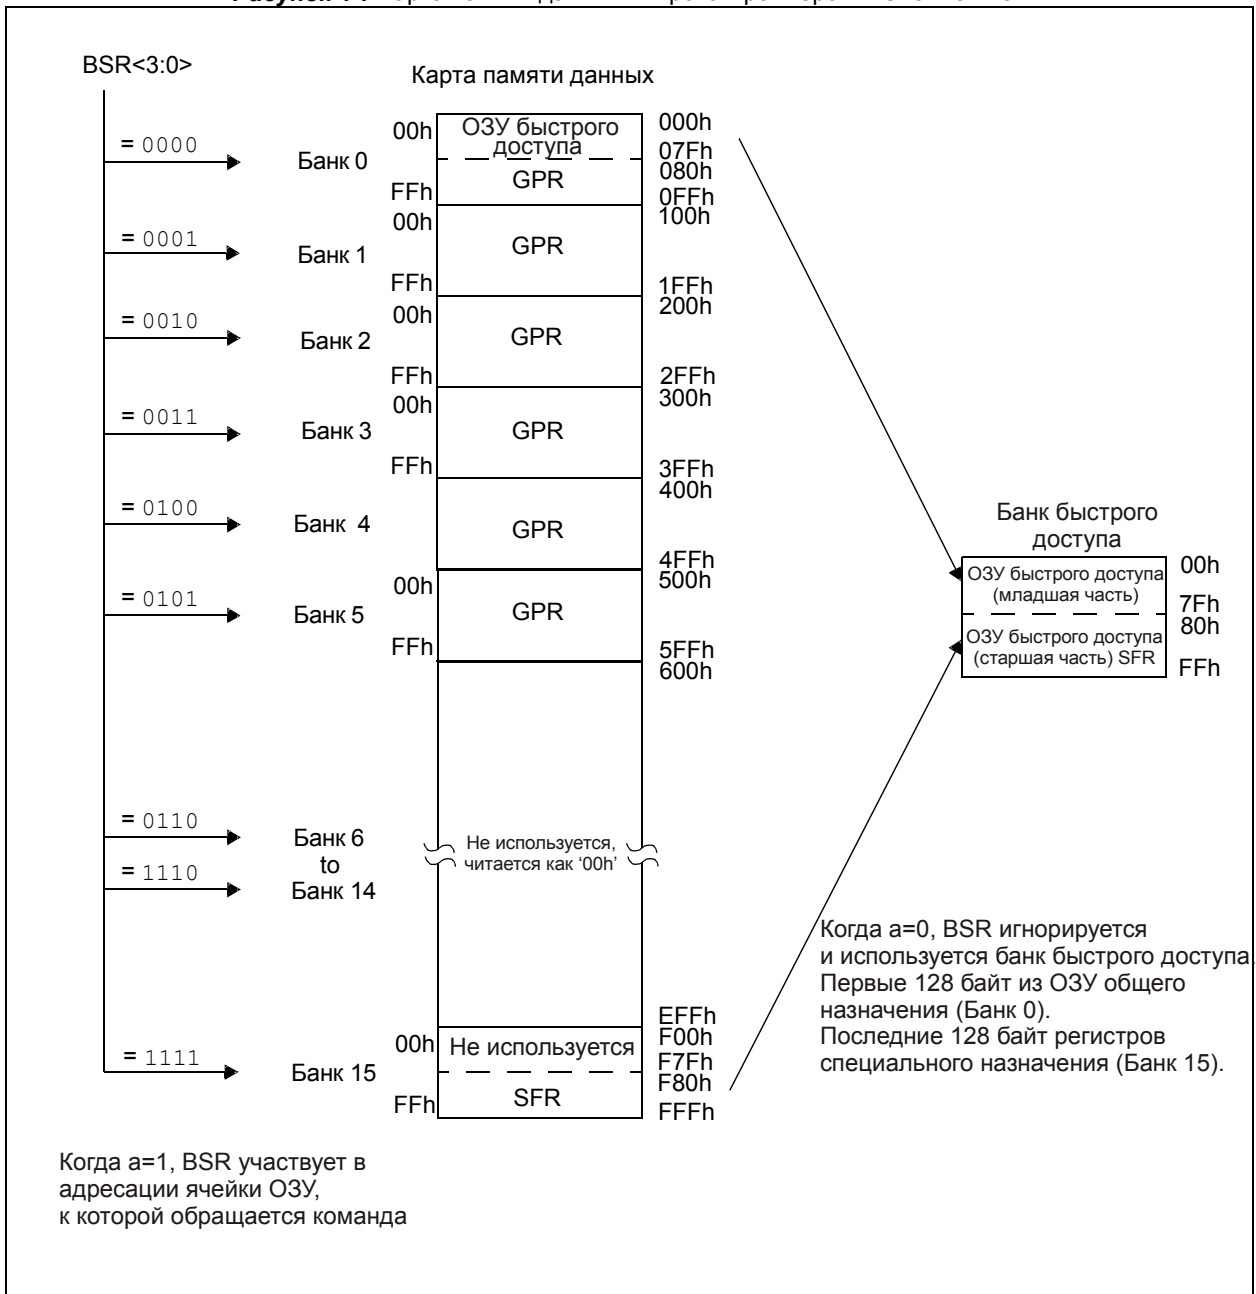 BSR<3:0>
Карта памяти данных
= 0000
Банк 0
00h
ОЗУ быстрого
доступа
000h
07Fh
080h
FFh
GPR
0FFh
= 0001
Банк 1
00h
GPR
100h
FFh
1FFh
= 0010
Банк 2
00h
GPR
200h
FFh
2FFh
= 0011
Банк 3
00h
GPR
300h
FFh
3FFh
= 0100
Банк 4
GPR
400h
4FFh
= 0101
Банк 5
00h
GPR
500h
FFh
5FFh
600h
= 0110
Банк 6
to
= 1110
Банк 14
Не используется,
читается как ‘00h’
EFFh
= 1111
Банк 15
00h
Не используется
F00h
F7Fh
F80h
FFh
SFR
FFFh
Банк быстрого
доступа
ОЗУ быстрого доступа
(младшая часть)
00h
7Fh
80h
ОЗУ быстрого доступа
(старшая часть) SFR
FFh
Когда a=0, BSR игнорируется
и используется банк быстрого доступа.
Первые 128 байт из ОЗУ общего
назначения (Банк 0).
Последние 128 байт регистров
специального назначения (Банк 15).
Когда a=1, BSR участвует в
адресации ячейки ОЗУ,
к которой обращается команда